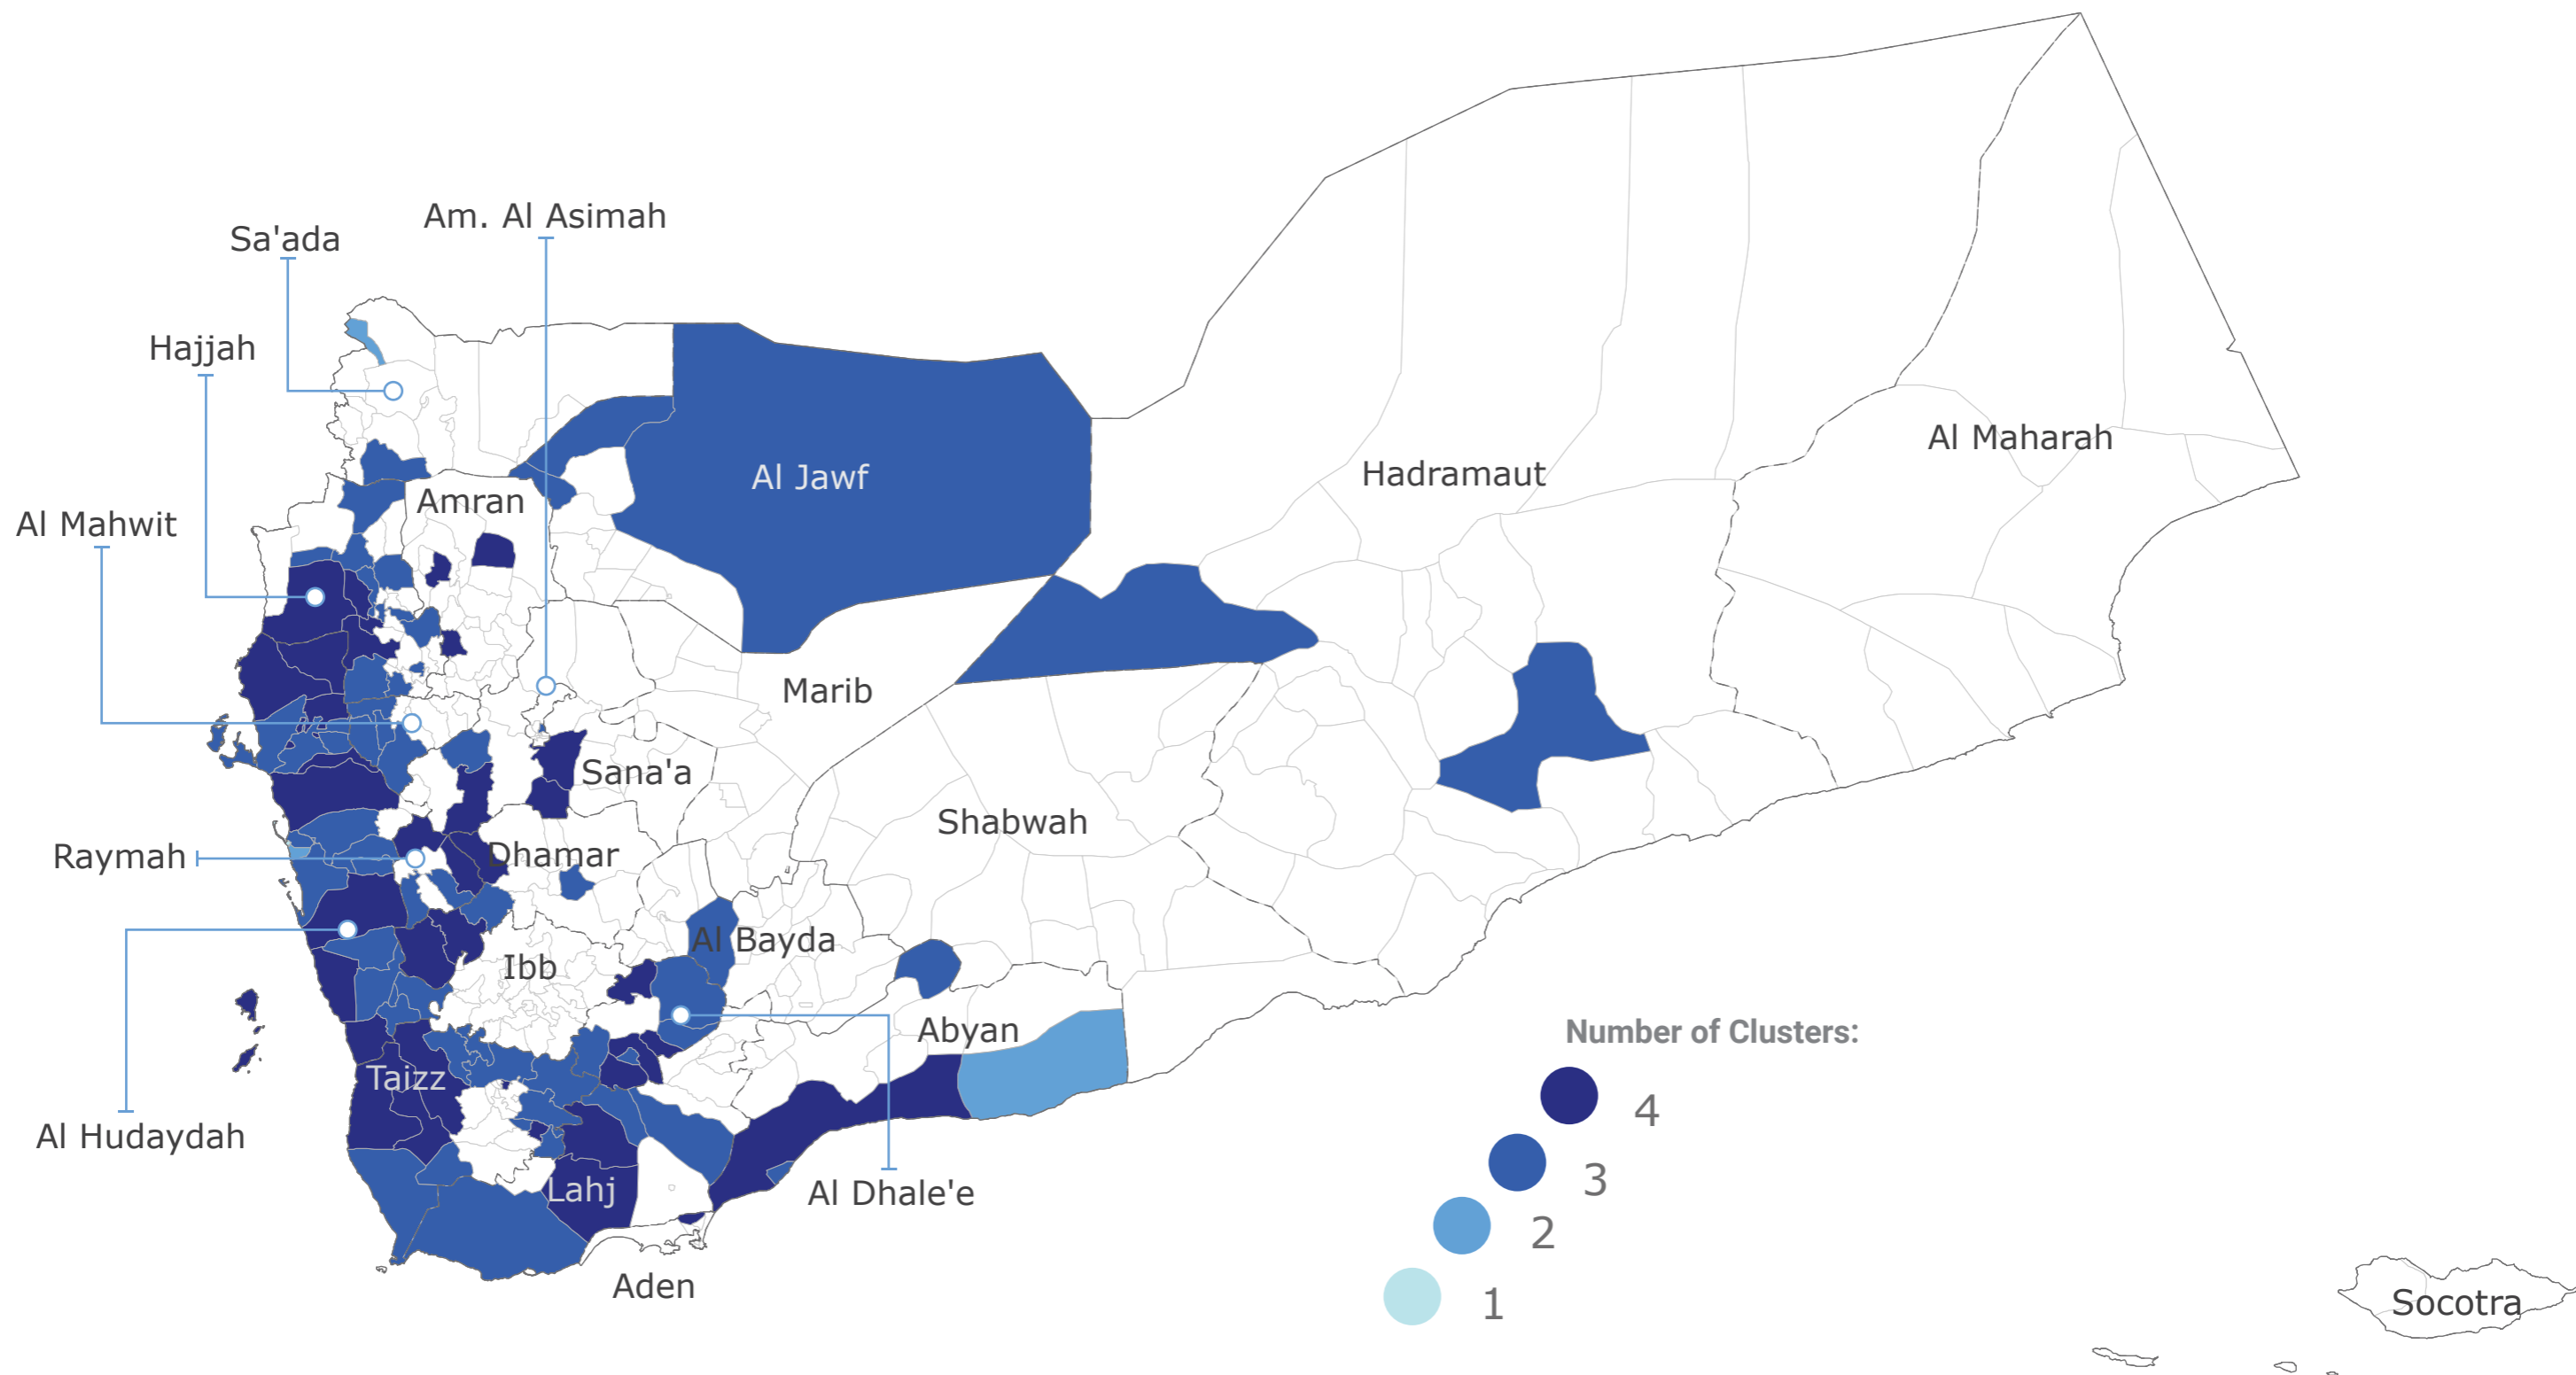 Am. Al Asimah
Sa'ada
Hajjah
Al Maharah
Hadramaut
Al Jawf
Amran
Al Mahwit
Marib
Sana'a
Shabwah
Raymah
Dhamar
Al Bayda
Ibb
Abyan
Number of Clusters:
Taizz
4
Al Hudaydah
3
Lahj
Al Dhale'e
2
Aden
1
Socotra